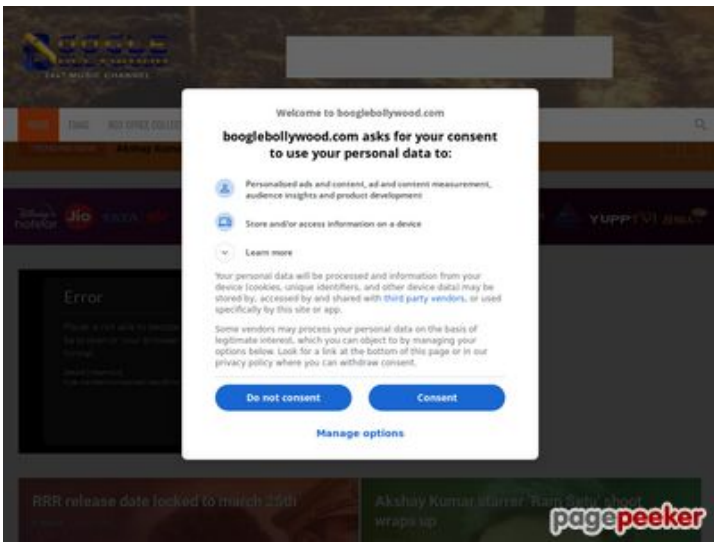 24x7 MUSIC CHANNEL
Welcome to booglebollywood.com
booglebollywood.com asks for your consent
to use your personal data to:
Personalised ads and content, ad and content measurement,
audience insights and product development
Store and/or access information on a device
Learn more
Your personal data will be processed and information from your
device (cookies, unique identifiers, and other device data) may be
stored by, accessed by and shared with third party vendors, or used
specifically by this site or app.
Some vendors may process your personal data on the basis of
legitimate interest, which you can object to by managing your
options below. Look for a link at the bottom of this page or in our
privacy policy where you can withdraw consent.
Do not consent
Consent
Manage options
hotstar
Jio
YUPPTV
Error
RRR release date locked to march 25th
Akshay Kumar starrer 'Ram Setu' shoot
wraps up
pagepeeker